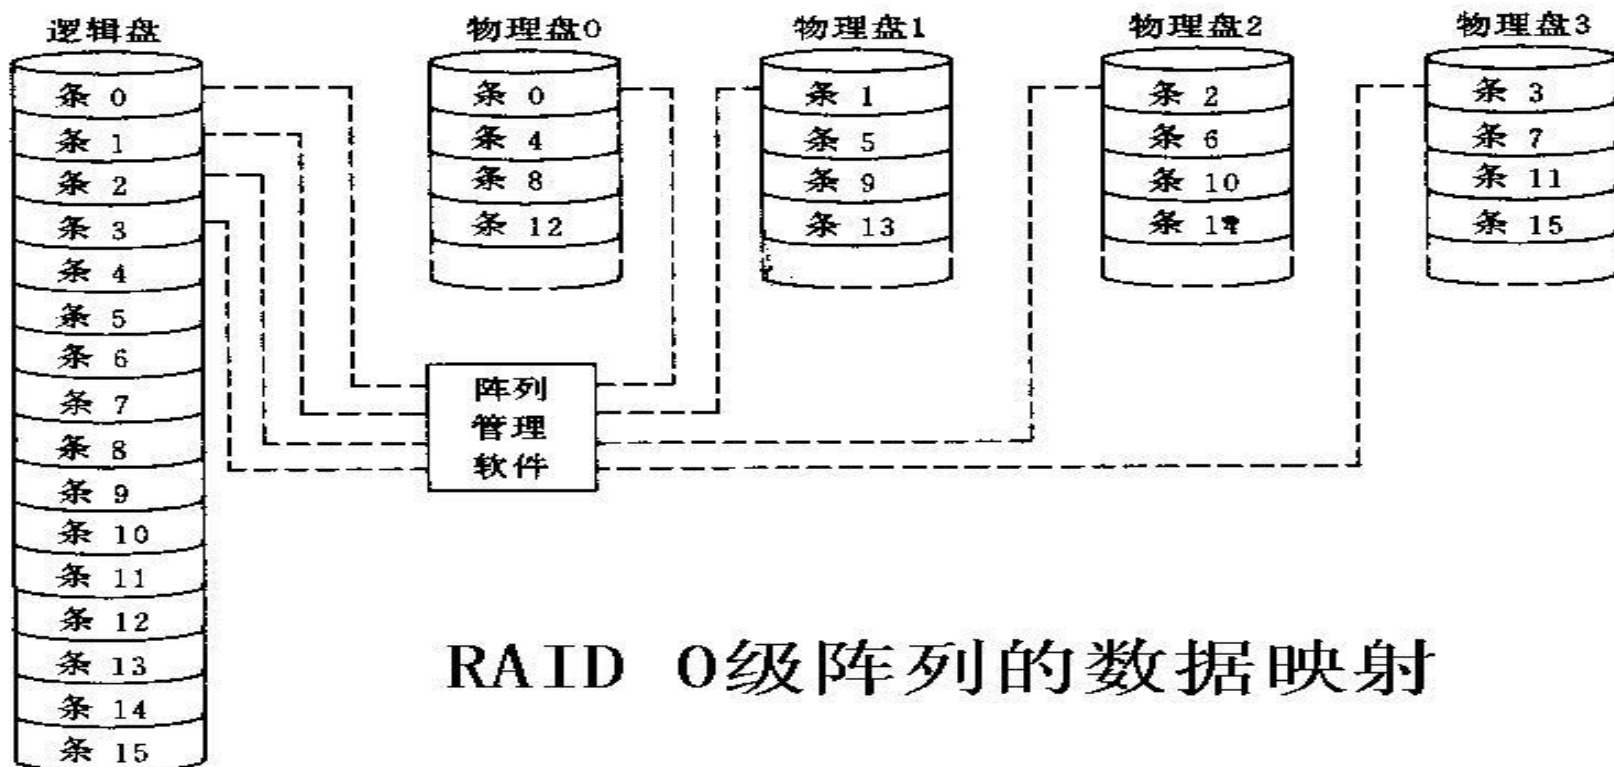 逻辑盘
条 0
条 1
条 2
条 3
条 4
条 5
条 6
条 7
条 8
条 9
条 10
条 11
条 12
条 13
条 14
条 15
物理盘0
条 0
条 4
条 8
条 12
物理盘1
条 1
条 5
条 9
条 13
物理盘2
条 2
条 6
条 10
条 14
物理盘3
条 3
条 7
条 11
条 15
阵列
管理
软件
RAID 0级阵列的数据映射